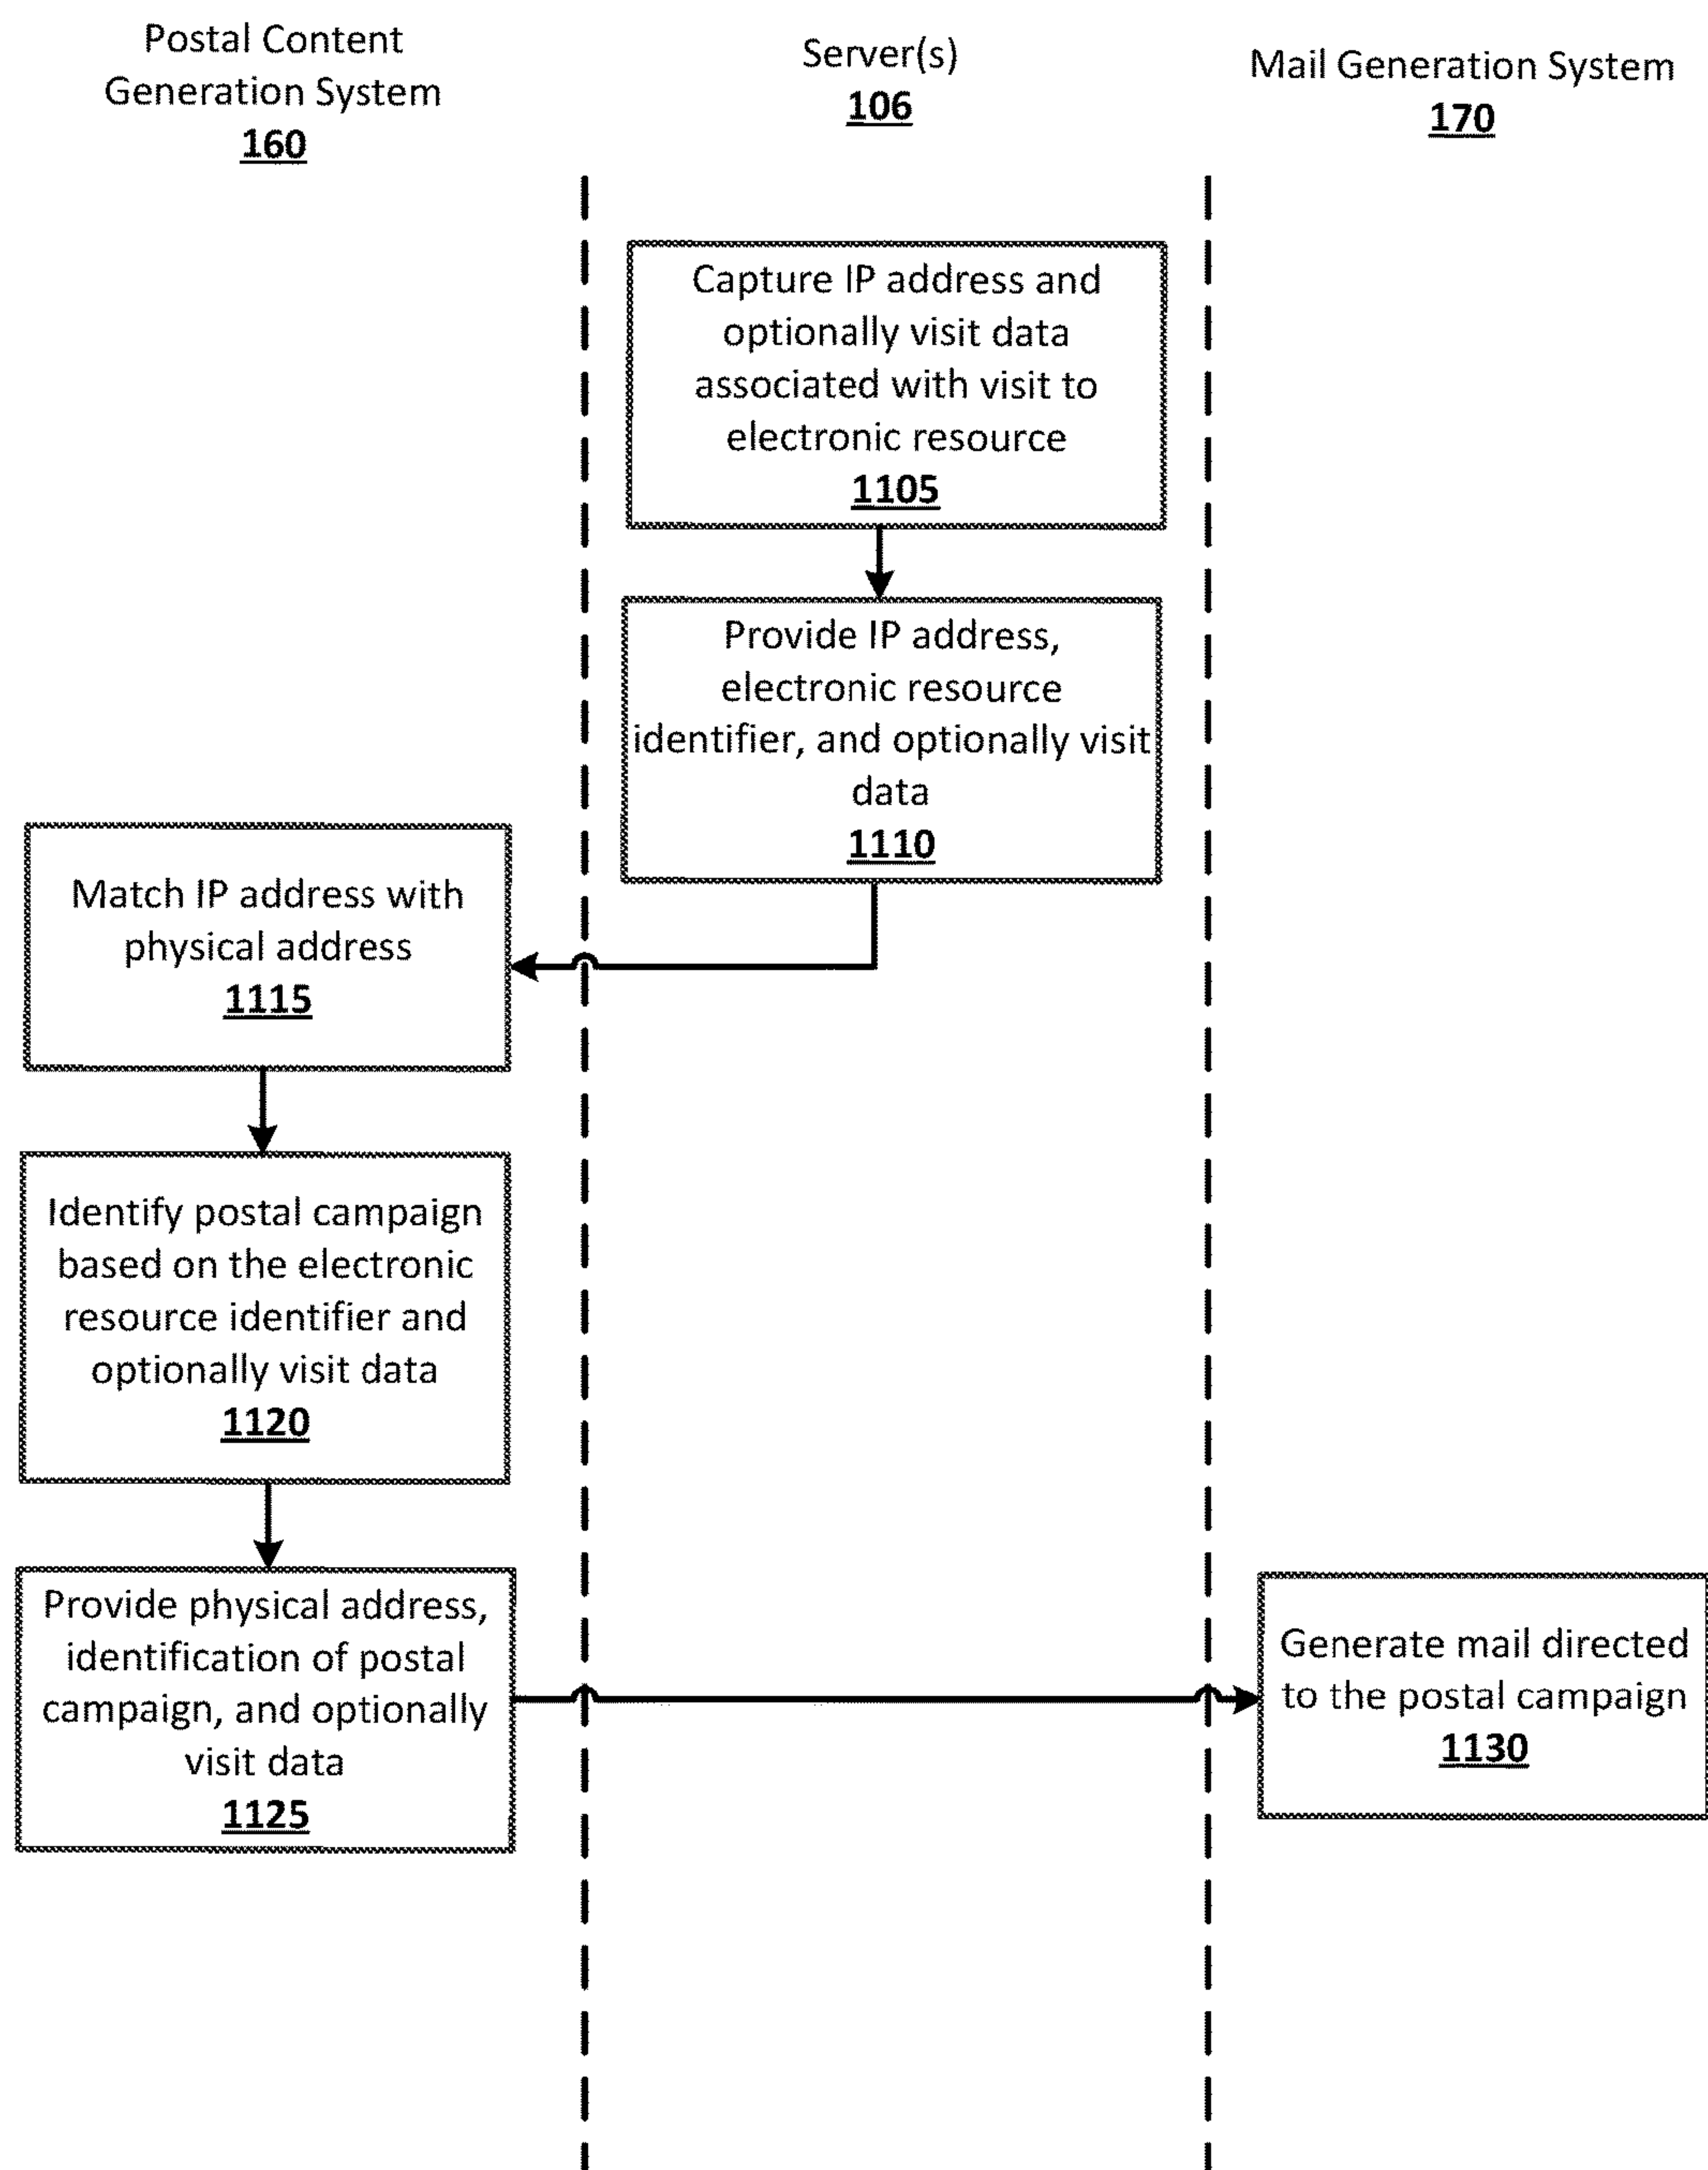 Postal Content
Generation System
160
Server(s)
106
Mail Generation System
170
Capture IP address and
optionally visit data
associated with visit to
electronic resource
1105
Provide IP address,
electronic resource
identifier, and optionally visit
data
1110
Match IP address with
physical address
1115
Identify postal campaign
based on the electronic
resource identifier and
optionally visit data
1120
Provide physical address,
identification of postal
campaign, and optionally
visit data
1125
Generate mail directed
to the postal campaign
1130